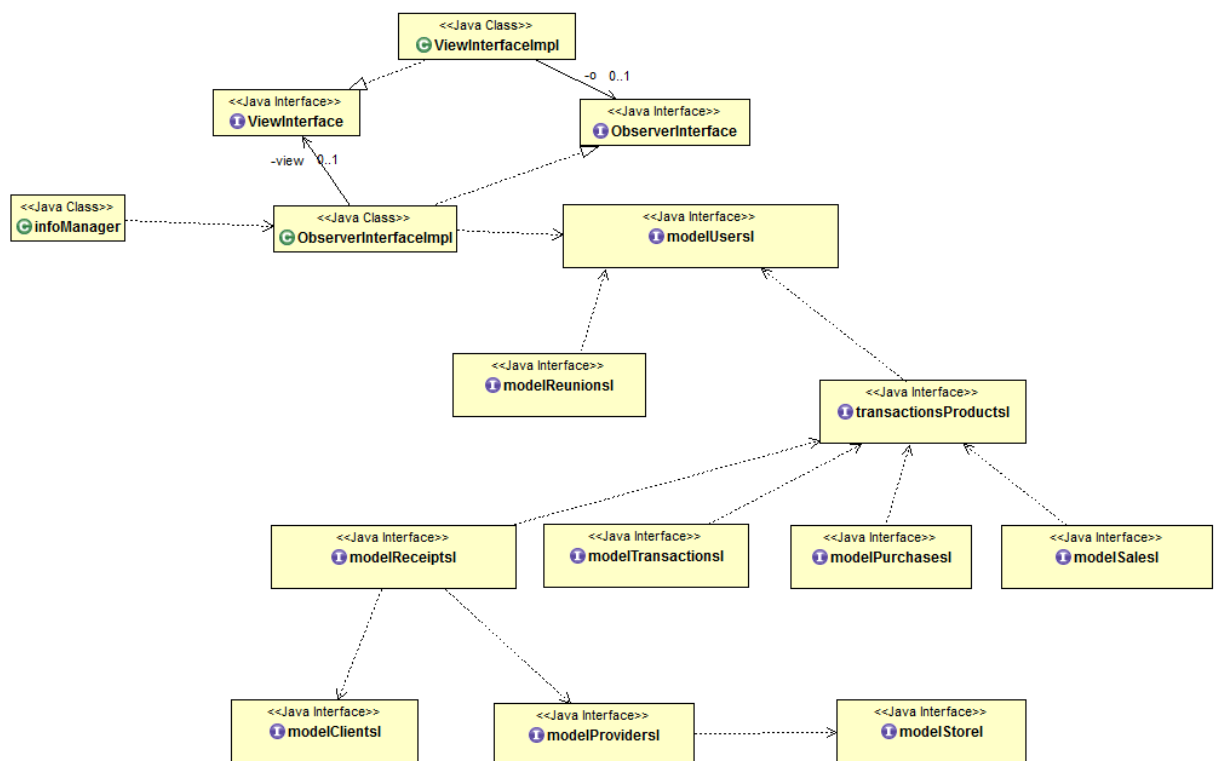 <<Java Class>>
ViewInterfaceImpl
-o 0..1
<<Java Interface>>
ViewInterface
<<Java Interface>>
ObserverInterface
-view 0..1
<<Java Class>>
infoManager
<<Java Class>>
ObserverInterfaceImpl
<<Java Interface>>
modelUsersI
<<Java Interface>>
modelReunionsI
<<Java Interface>>
transactionsProductsI
<<Java Interface>>
modelReceiptsI
<<Java Interface>>
modelTransactionsI
<<Java Interface>>
modelPurchasesI
<<Java Interface>>
modelSalesI
<<Java Interface>>
modelClientsI
<<Java Interface>>
modelProvidersI
<<Java Interface>>
modelStoreI